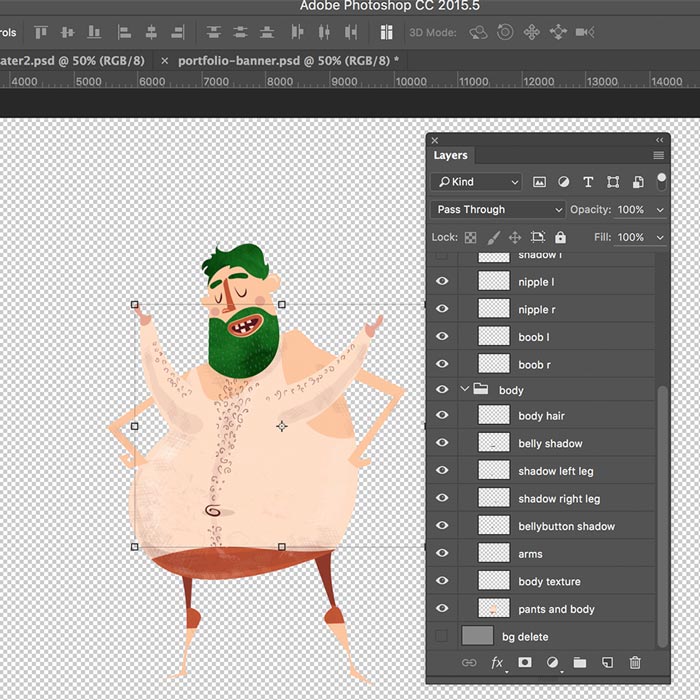 Adobe Photoshop CC 2015.5
rols
3D Mode:
ater2.psd @ 50% (RGB/8)
× portfolio-banner.psd @ 50% (RGB/8) *
4000 5000 6000 7000 8000 9000 10000 11000 12000 13000 14000
Layers
Kind
Pass Through
Opacity: 100%
Lock:
Fill: 100%
shadow l
nipple l
nipple r
boob l
boob r
body
body hair
belly shadow
shadow left leg
shadow right leg
bellybutton shadow
arms
body texture
pants and body
bg delete
fx